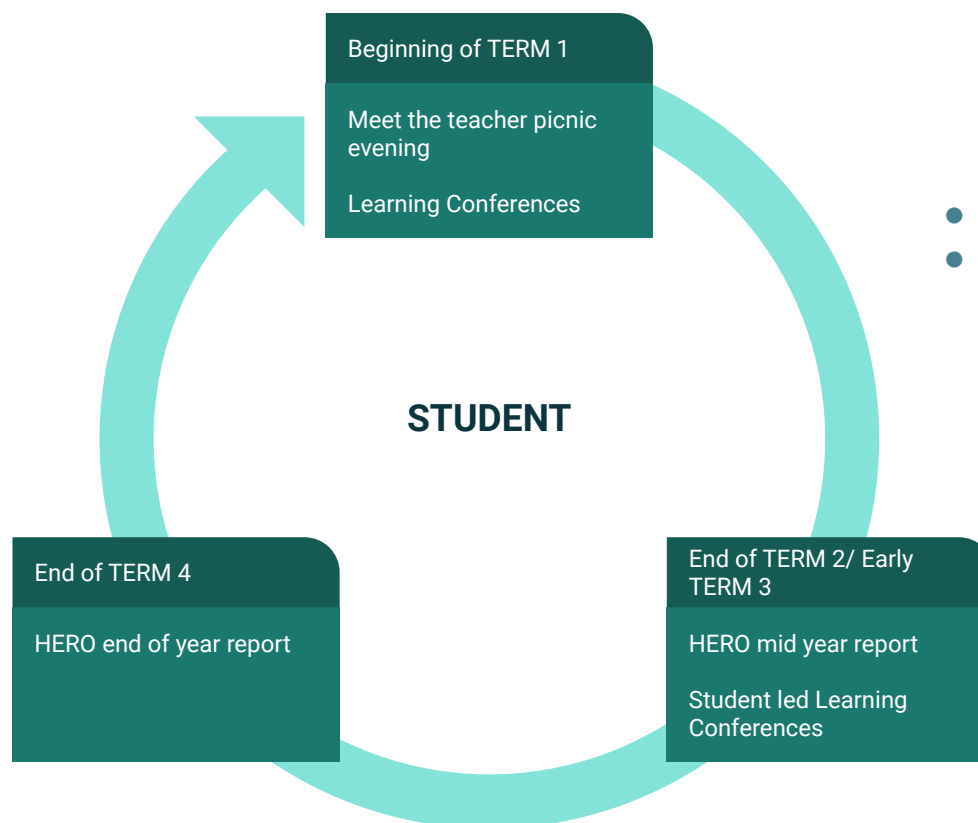 Beginning of TERM 1
Meet the teacher picnic
evening
Learning Conferences
STUDENT
End of TERM 4
HERO end of year report
End of TERM 2/ Early
TERM 3
HERO mid year report
Student led Learning
Conferences